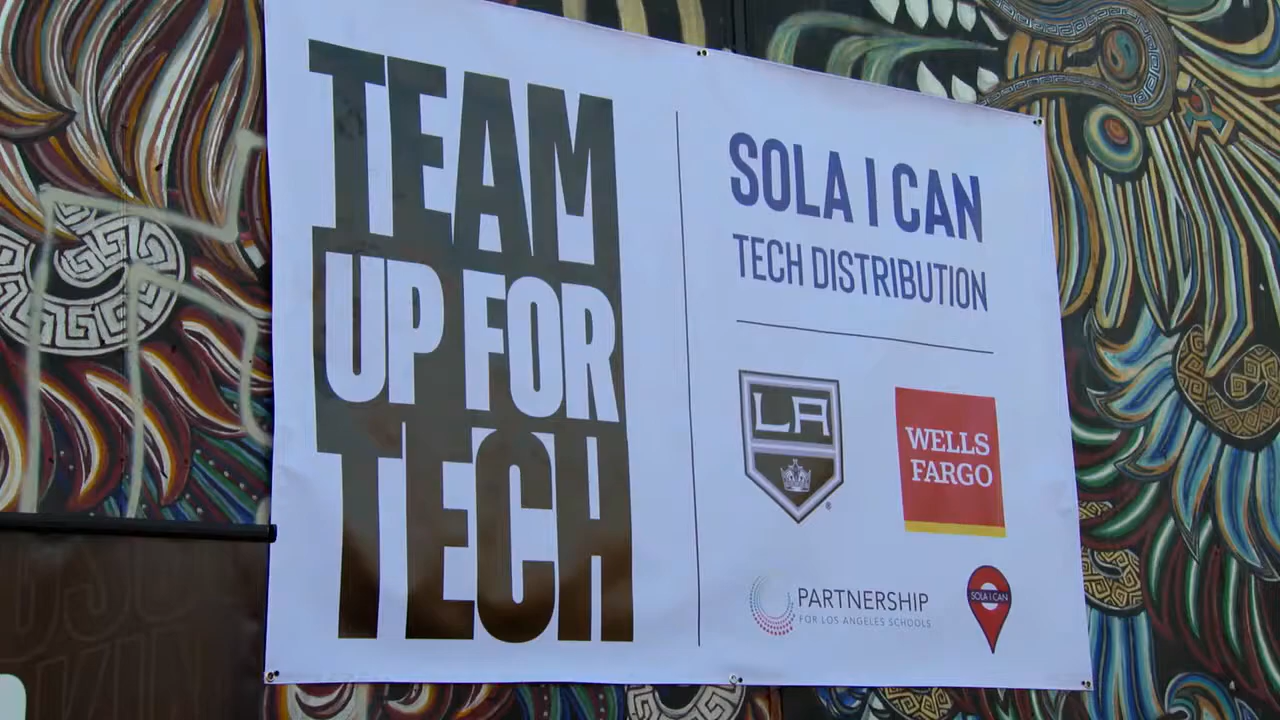 TEAM
UP FOR
TECH
SOLA I CAN
TECH DISTRIBUTION
LA
WELLS
FARGO
PARTNERSHIP
FOR LOS ANGELES SCHOOLS
SOLA I CAN